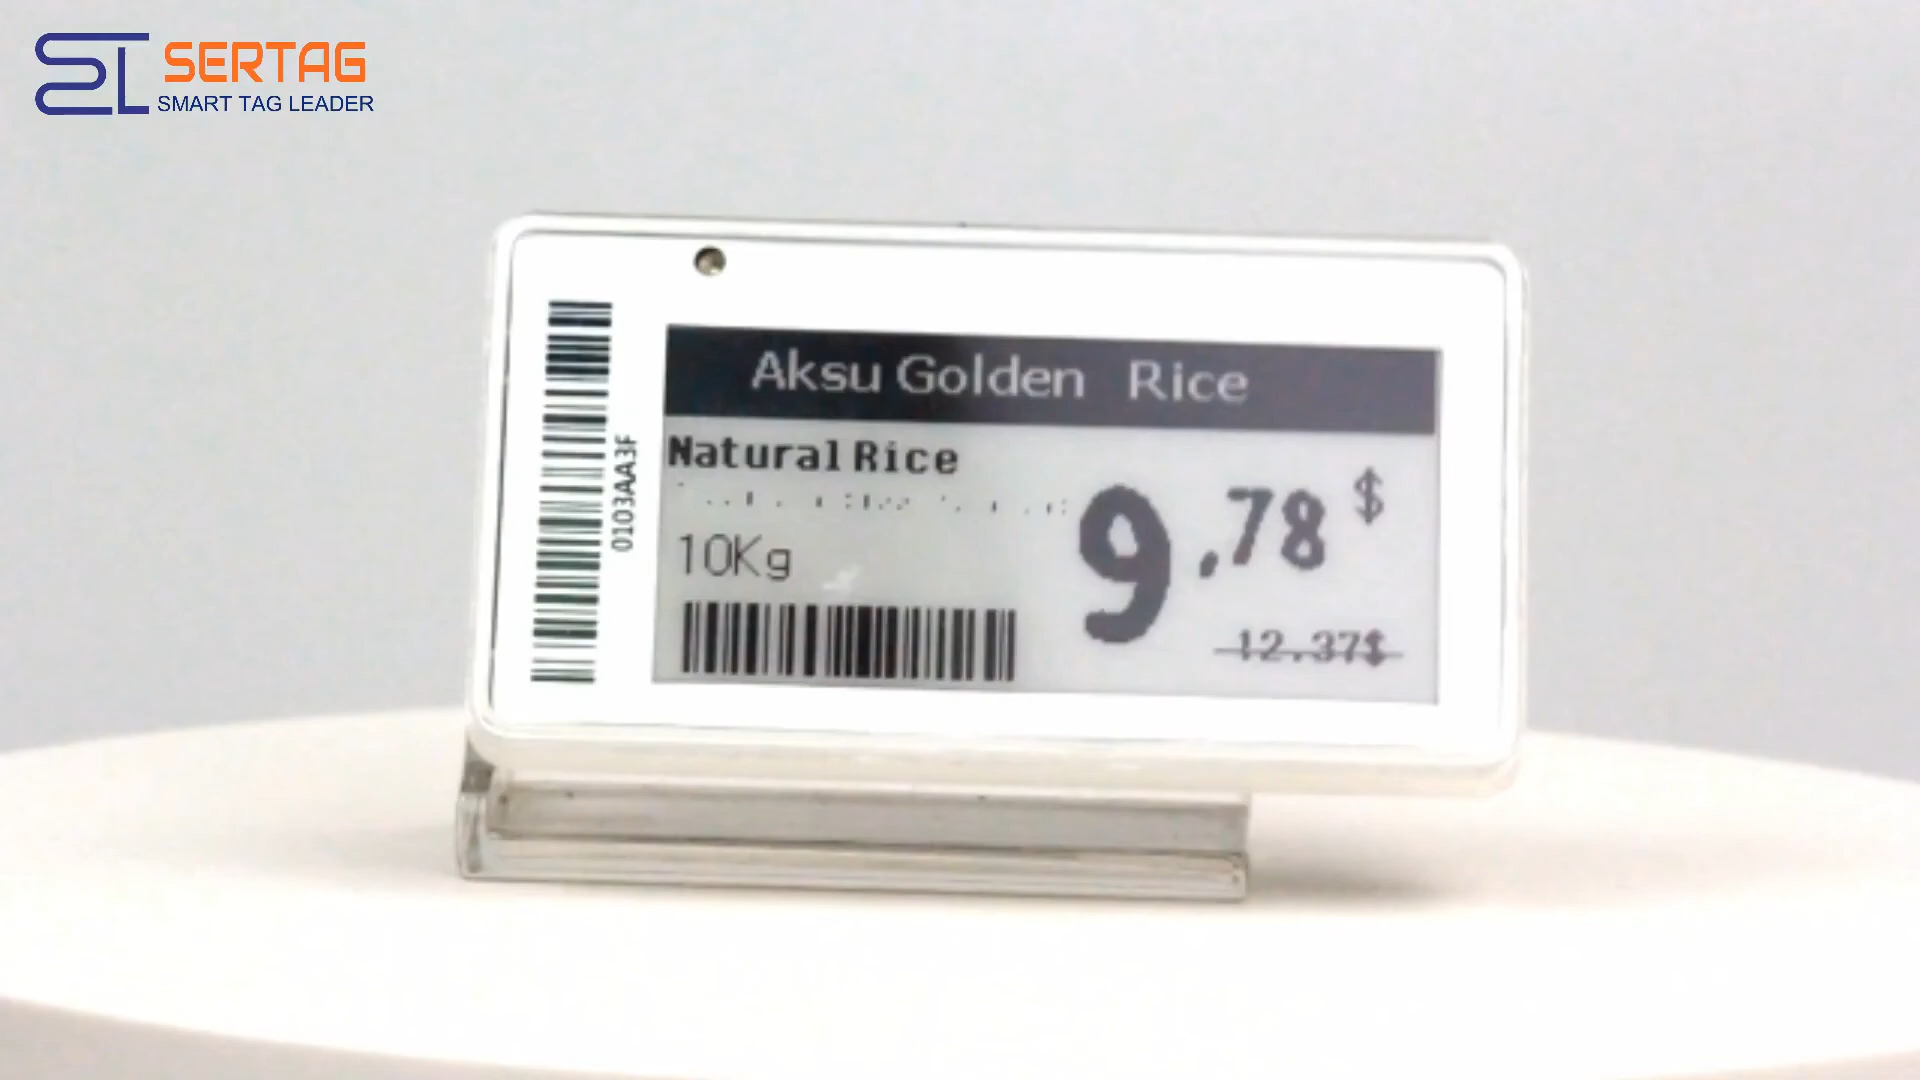 SERTAG
SMART TAG LEADER
0103AA3F
Aksu Golden Rice
Natural Rice
10Kg
9.78$
12.37$